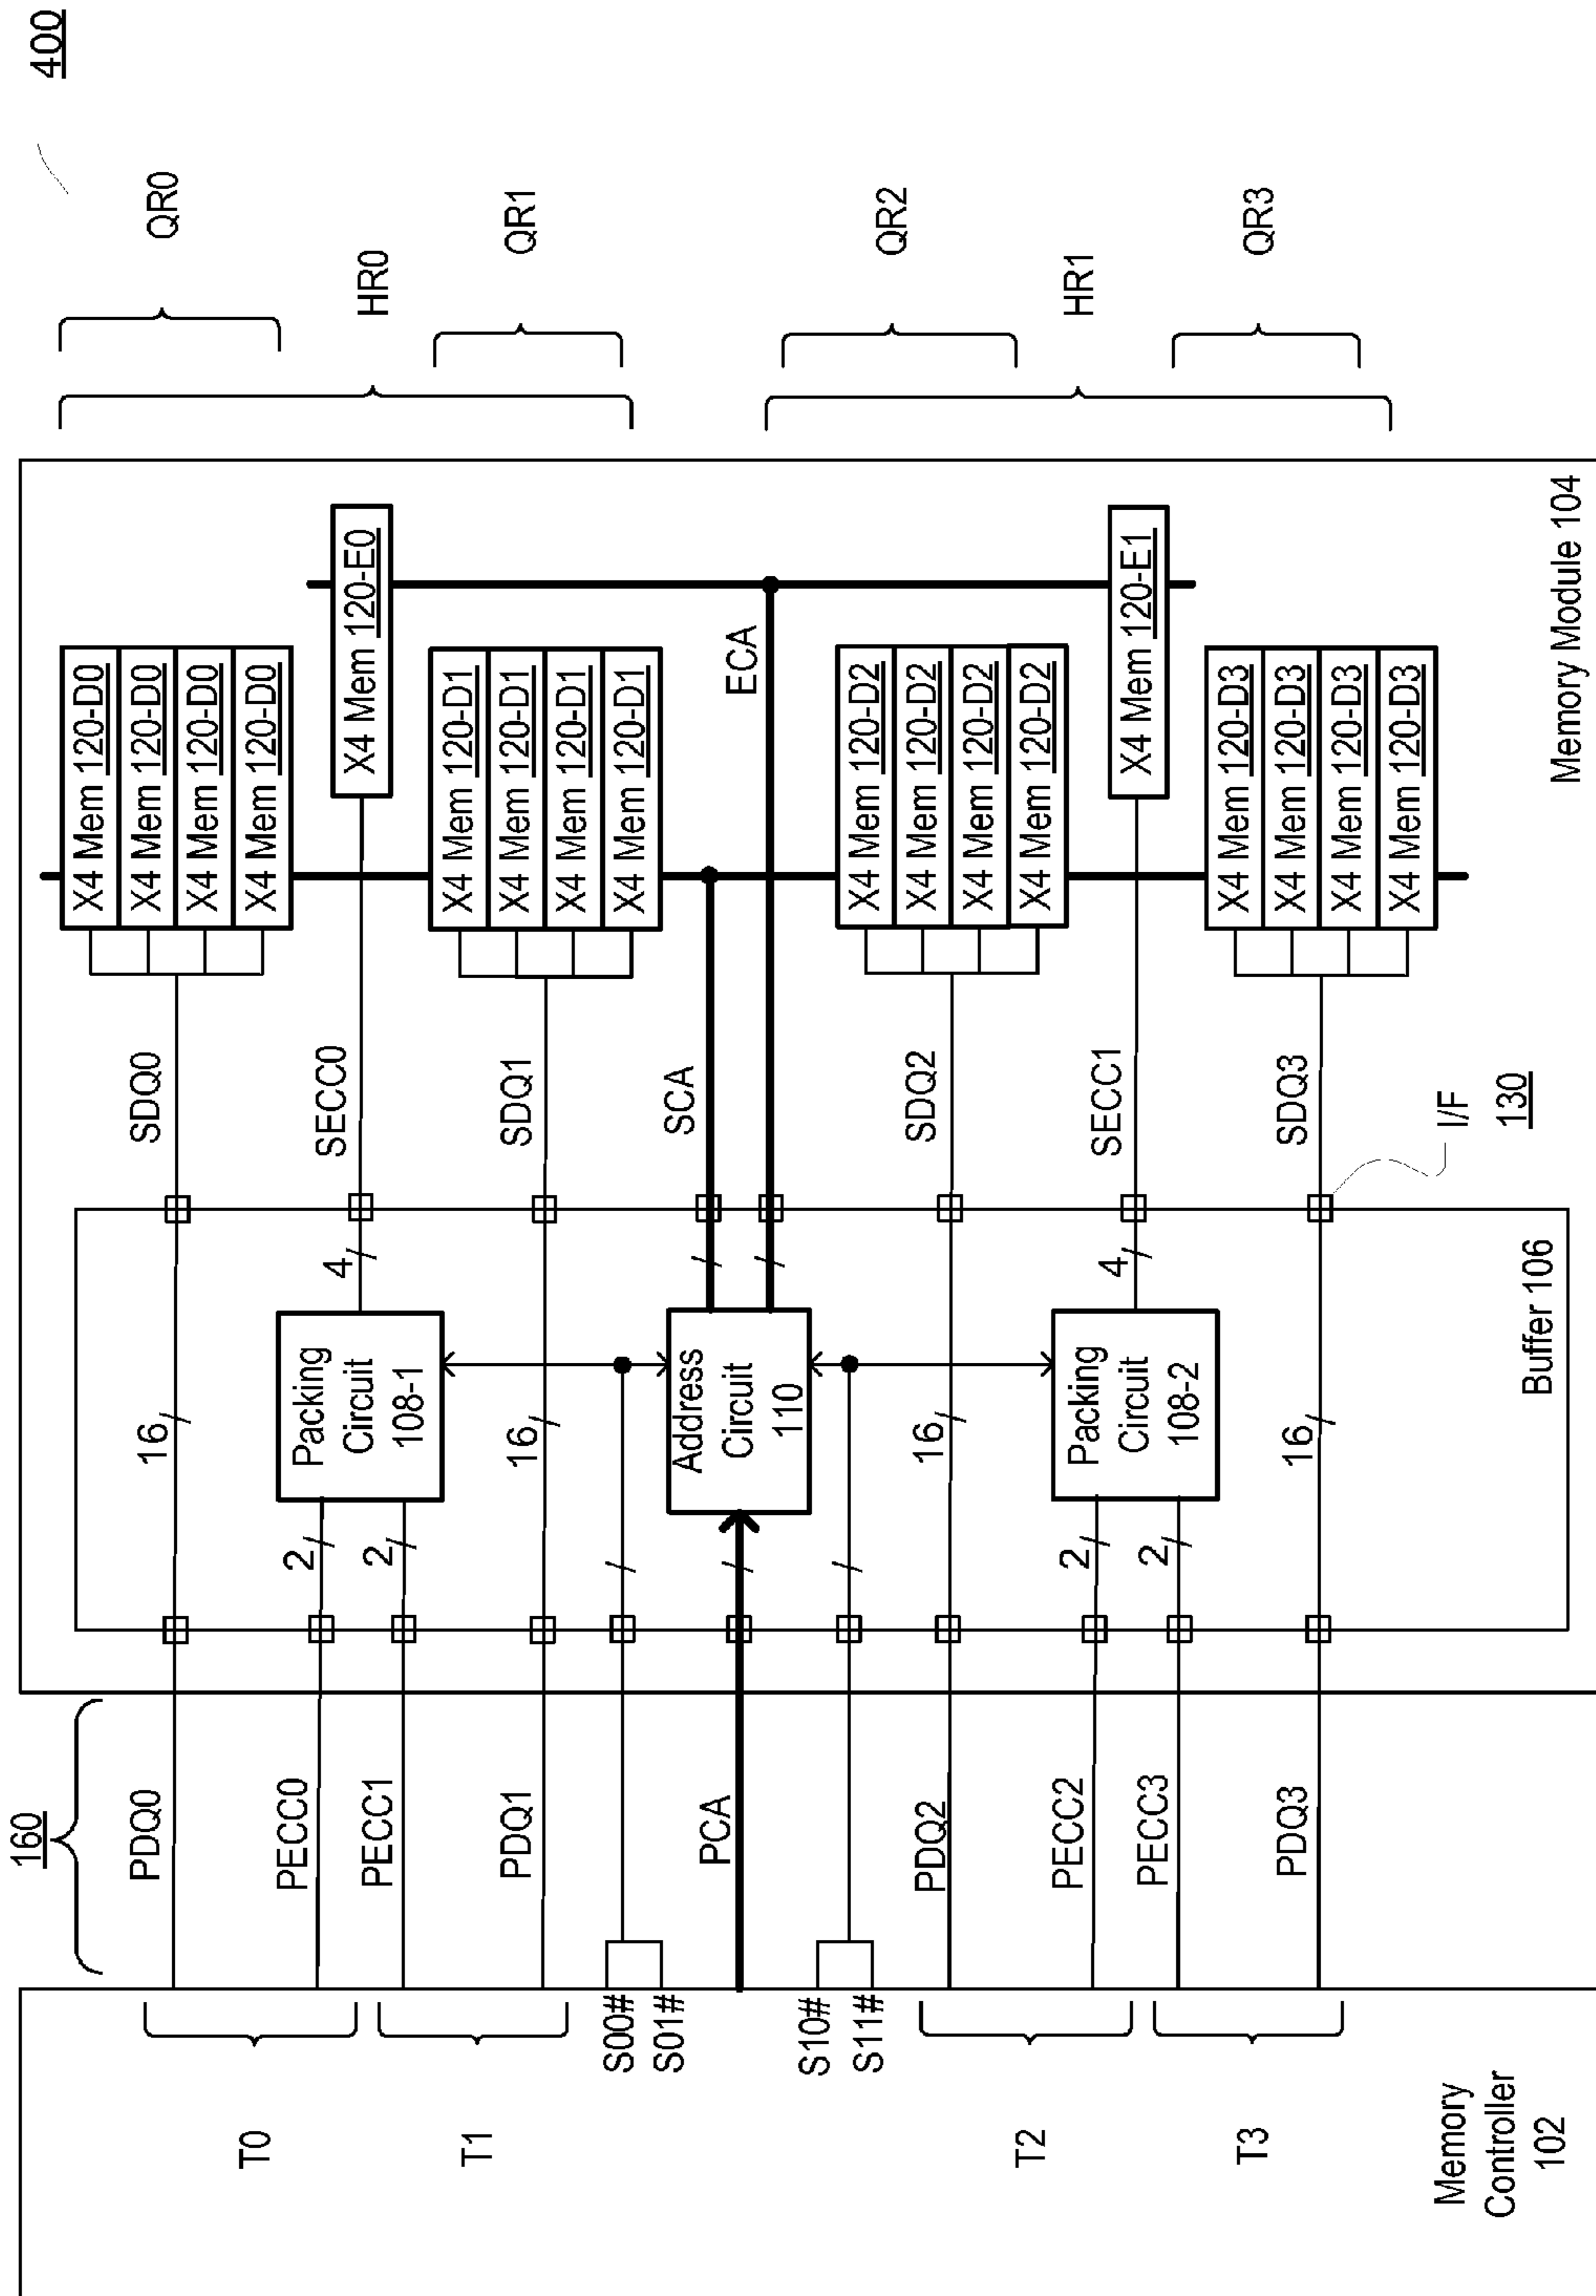 400
QR0
HR0
QR1
QR2
HR1
QR3
X4 Mem 120-D0
X4 Mem 120-D0
X4 Mem 120-D0
X4 Mem 120-D0
X4 Mem 120-E0
X4 Mem 120-D1
X4 Mem 120-D1
X4 Mem 120-D1
X4 Mem 120-D1
ECA
X4 Mem 120-D2
X4 Mem 120-D2
X4 Mem 120-D2
X4 Mem 120-D2
X4 Mem 120-E1
X4 Mem 120-D3
X4 Mem 120-D3
X4 Mem 120-D3
X4 Mem 120-D3
Memory Module 104
SDQ0
SECC0
SDQ1
SCA
SDQ2
SECC1
SDQ3
I/F
130
16
4
Packing
Circuit
108-1
2
2
16
Address
Circuit
110
16
4
Packing
Circuit
108-2
2
2
16
Buffer 106
160
PDQ0
PECC0
PECC1
PDQ1
PCA
PDQ2
PECC2
PECC3
PDQ3
S00#
S01#
S10#
S11#
T0
T1
T2
T3
Memory
Controller
102